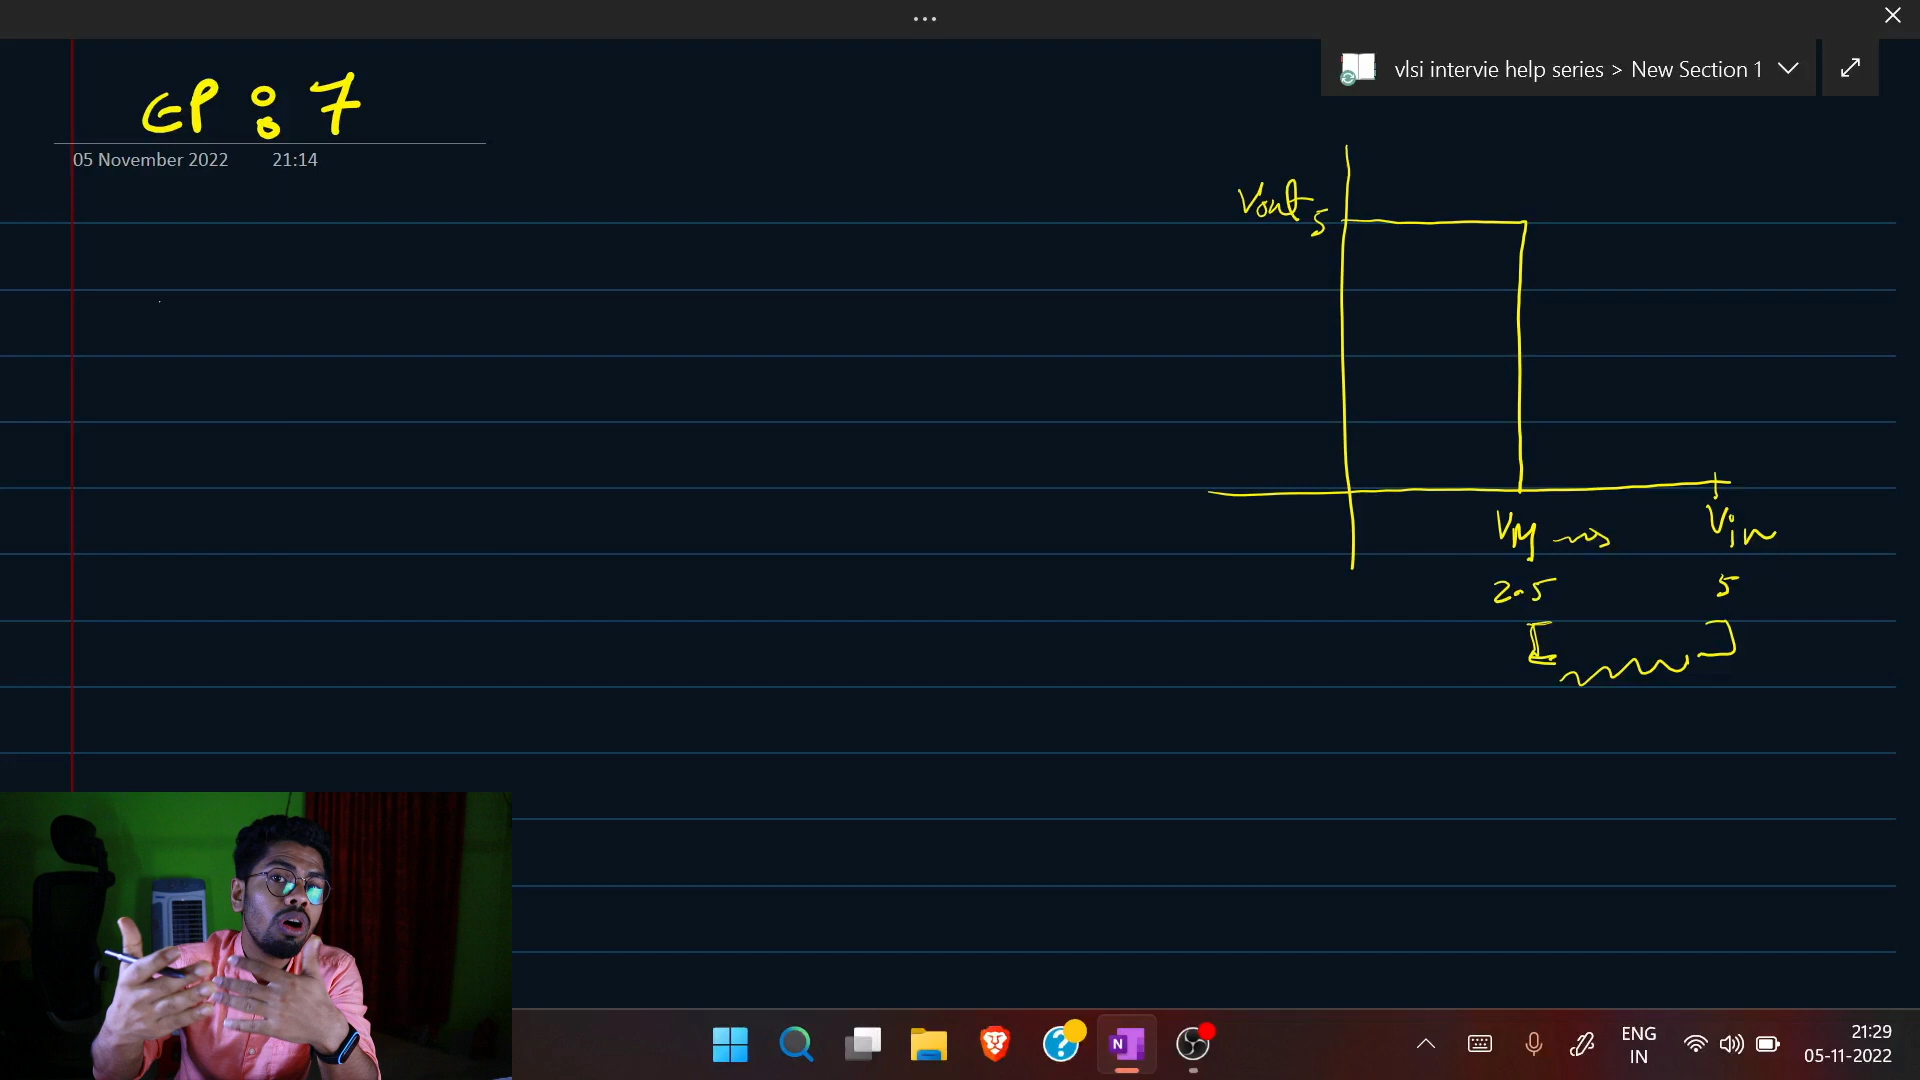 vlsi intervie help series > New Section 1
EP : 7
05 November 2022 21:14
Vout 5
VM Vin
2.5 5
ENG
IN
21:29
05-11-2022